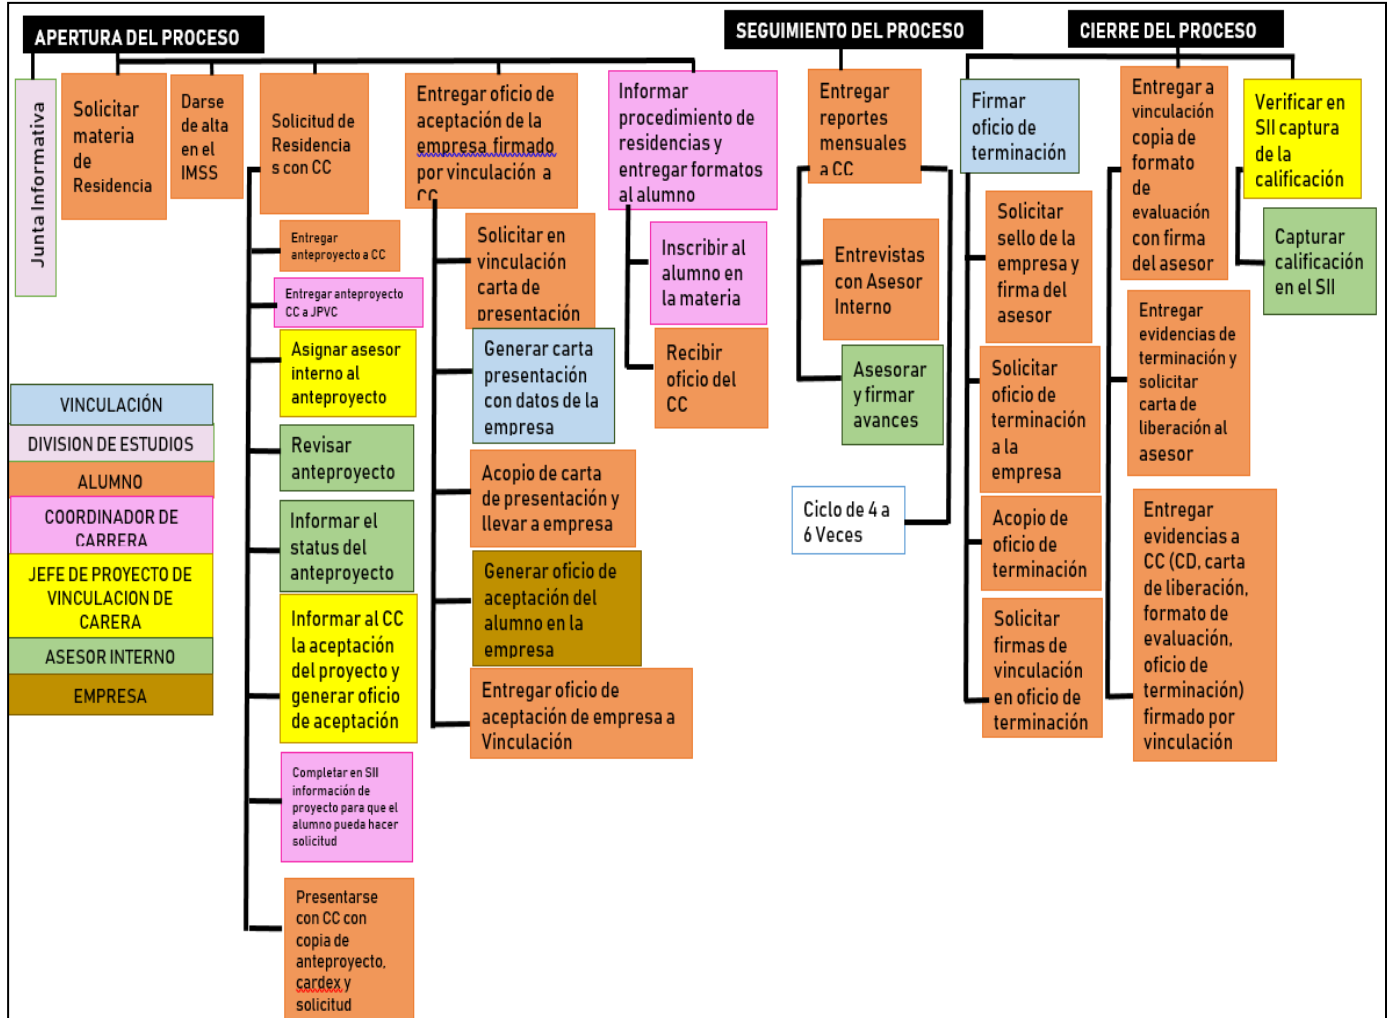 APERTURA DEL PROCESO
Junta Informativa
Solicitar
materia
de
Residencia
Darse
de alta
en el
IMSS
Solicitud de
Residencia
s con CC
Entregar
anteproyecto a CC
Entregar anteproyecto
CC a JPVC
Asignar asesor
interno al
anteproyecto
Revisar
anteproyecto
Informar el
status del
anteproyecto
Informar al CC
la aceptación
del proyecto y
generar oficio
de aceptación
Completar en SII
información de
proyecto para que el
alumno pueda hacer
solicitud
Presentarse
con CC con
copia de
anteproyecto,
cardex y
solicitud
Entregar oficio de
aceptación de la
empresa firmado
por vinculación a
CC
Solicitar en
vinculación
carta de
presentación
Generar carta
presentación
con datos de la
empresa
Acopio de carta
de presentación y
llevar a empresa
Generar oficio de
aceptación del
alumno en la
empresa
Entregar oficio de
aceptación de empresa a
Vinculación
Informar
procedimiento de
residencias y
entregar formatos
al alumno
Inscribir al
alumno en
la materia
Recibir
oficio del
CC
SEGUIMIENTO DEL PROCESO
Entregar
reportes
mensuales
a CC
Entrevistas
con Asesor
Interno
Asesorar
y firmar
avances
Ciclo de 4 a
6 Veces
CIERRE DEL PROCESO
Firmar
oficio de
terminación
Solicitar
sello de la
empresa y
firma del
asesor
Solicitar
oficio de
terminación
a la
empresa
Acopio de
oficio de
terminación
Solicitar
firmas de
vinculación
en oficio de
terminación
Entregar a
vinculación
copia de
formato
de
evaluación
con firma
del asesor
Entregar
evidencias de
terminación y
solicitar
carta de
liberación al
asesor
Entregar
evidencias a
CC (CD, carta
de liberación,
formato de
evaluación,
oficio de
terminación)
firmado por
vinculación
Verificar en
SII captura
de la
calificación
Capturar
calificación
en el SII
VINCULACIÓN
DIVISION DE ESTUDIOS
ALUMNO
COORDINADOR DE
CARRERA
JEFE DE PROYECTO DE
VINCULACION DE
CARERA
ASESOR INTERNO
EMPRESA